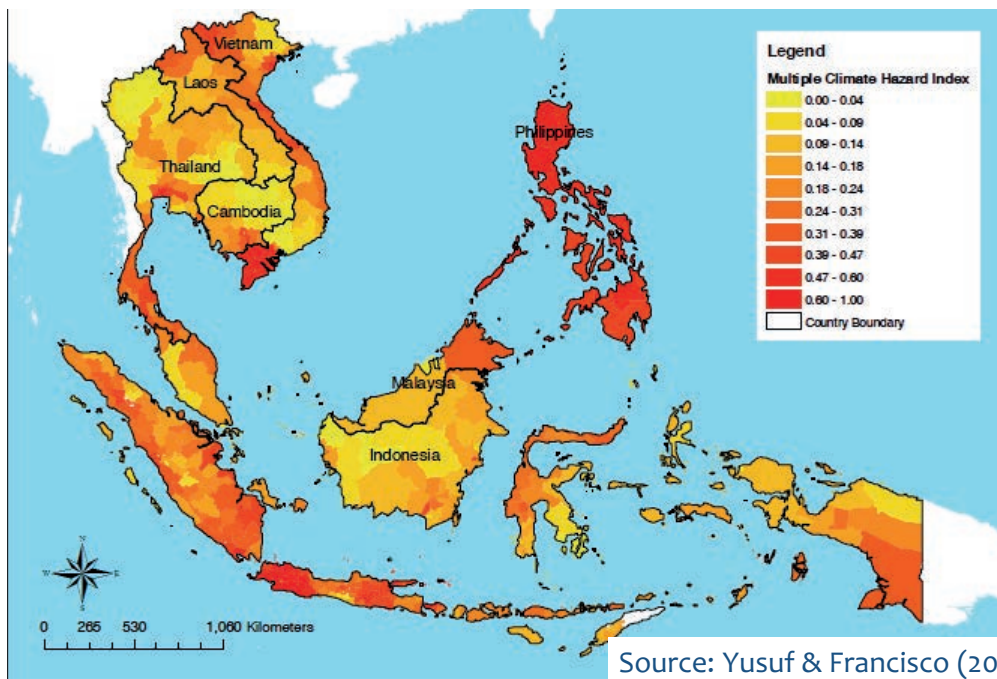 Legend
Multiple Climate Hazard Index
0.00 - 0.04
0.04 - 0.09
0.09 - 0.14
0.14 - 0.18
0.18 - 0.24
0.24 - 0.31
0.31 - 0.39
0.39 - 0.47
0.47 - 0.60
0.60 - 1.00
Country Boundary
Vietnam
Laos
Philippines
Thailand
Cambodia
Malaysia
Indonesia
N
W E
S
0 265 530 1,060 Kilometers
Source: Yusuf & Francisco (20